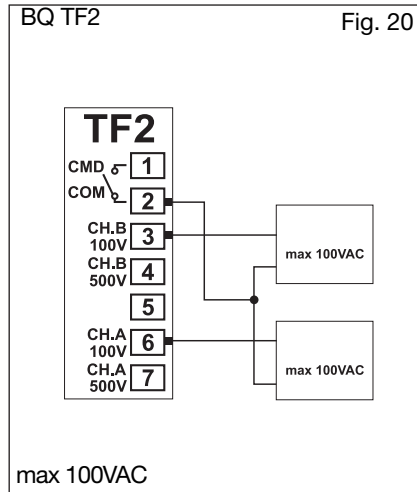 BQ TF2
Fig. 20
TF2
CMD
1
COM
2
CH.B
100V
3
CH.B
500V
4
5
CH.A
100V
6
CH.A
500V
7
max 100VAC
max 100VAC
max 100VAC